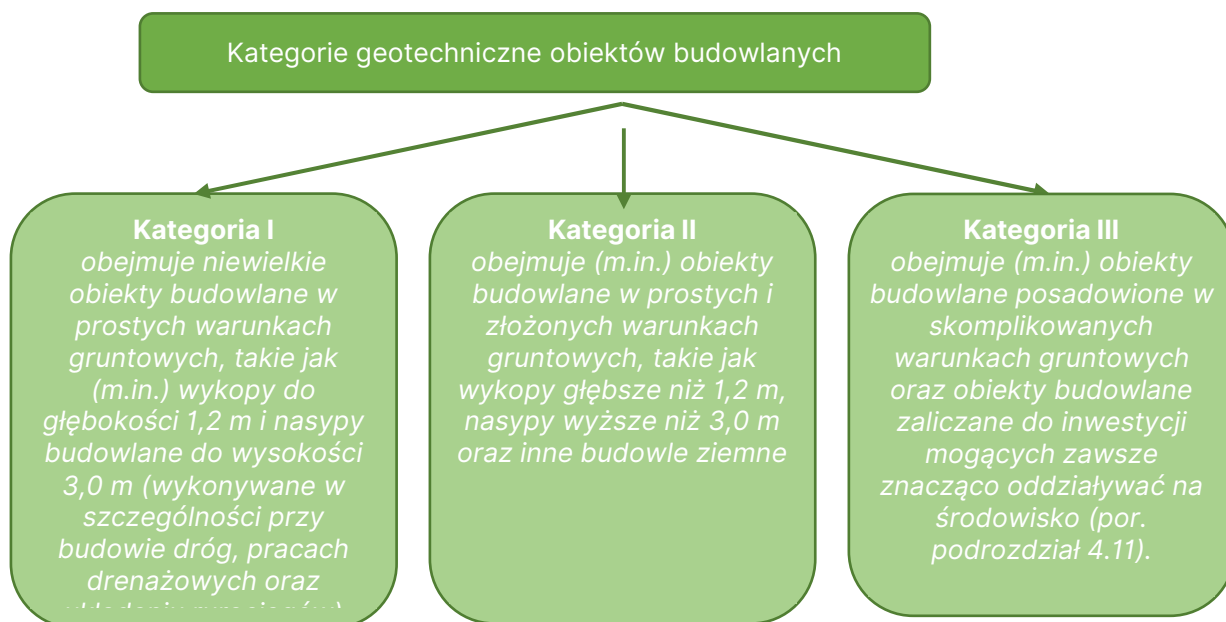 Kategorie geotechniczne obiektów budowlanych
Kategoria I
obejmuje niewielkie
obiekty budowlane w
prostych warunkach
gruntowych, takie jak
(m.in.) wykopy do
głębokości 1,2 m i nasypy
budowlane do wysokości
3,0 m (wykonywane w
szczególności przy
budowie dróg, pracach
drenażowych oraz
Kategoria II
obejmuje (m.in.) obiekty
budowlane w prostych i
złożonych warunkach
gruntowych, takie jak
wykopy głębsze niż 1,2 m,
nasypy wyższe niż 3,0 m
oraz inne budowle ziemne
Kategoria III
obejmuje (m.in.) obiekty
budowlane posadowione w
skomplikowanych
warunkach gruntowych
oraz obiekty budowlane
zaliczane do inwestycji
mogących zawsze
znacząco oddziaływać na
środowisko (por.
podrozdział 4.11).